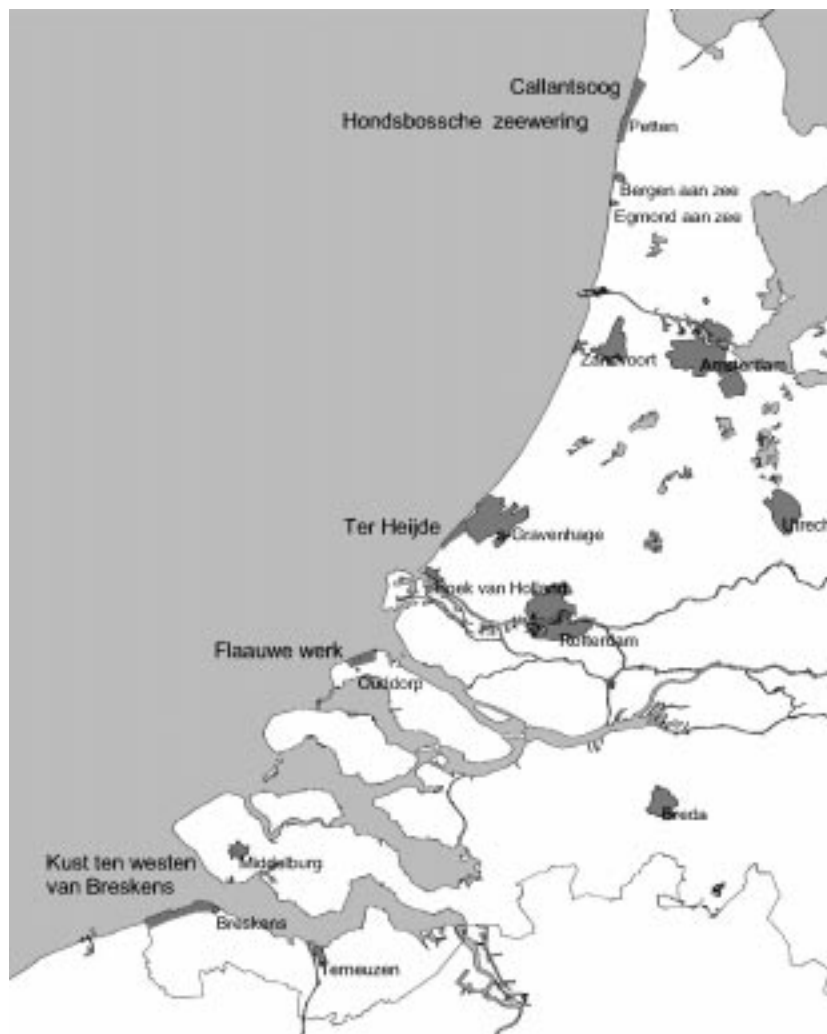 Callantsoog
Hondsbossche zeewering
Petten
Bergen aan zee
Egmond aan zee
Zandvoort
Amsterdam
Utrech
Ter Heijde
s-Gravenhage
Hoek van Holland
Rotterdam
Flaauwe werk
Ouddorp
Breda
Kust ten westen
van Breskens
Middelburg
Breskens
Terneuzen